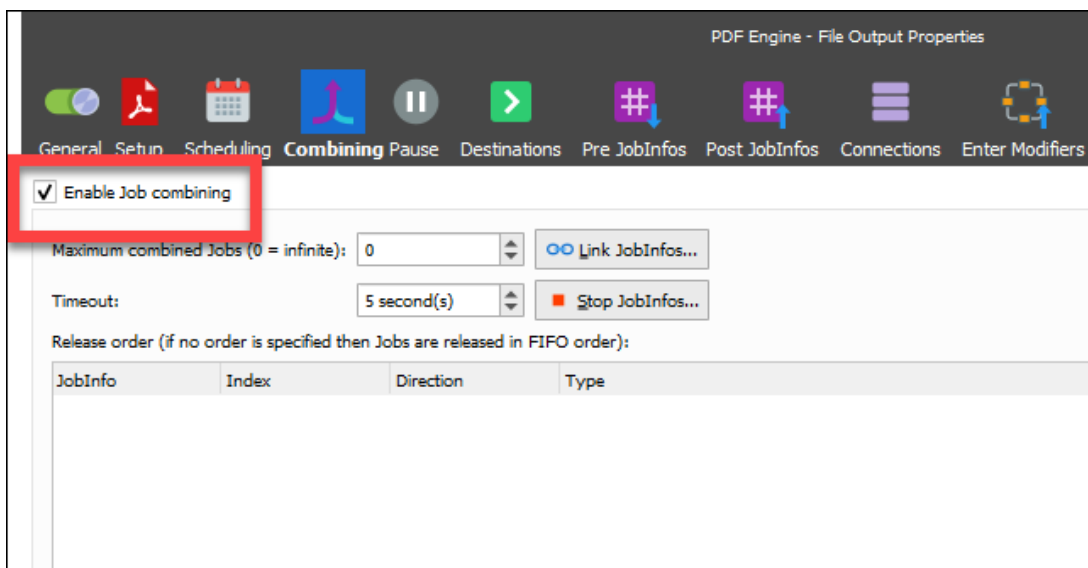 PDF Engine - File Output Properties
General Setup Scheduling Combining Pause Destinations Pre JobInfos Post JobInfos Connections Enter Modifiers
Enable Job combining
Maximum combined Jobs (0 = infinite): 0 Link JobInfos...
Timeout: 5 second(s) Stop JobInfos...
Release order (if no order is specified then Jobs are released in FIFO order):
JobInfo Index Direction Type